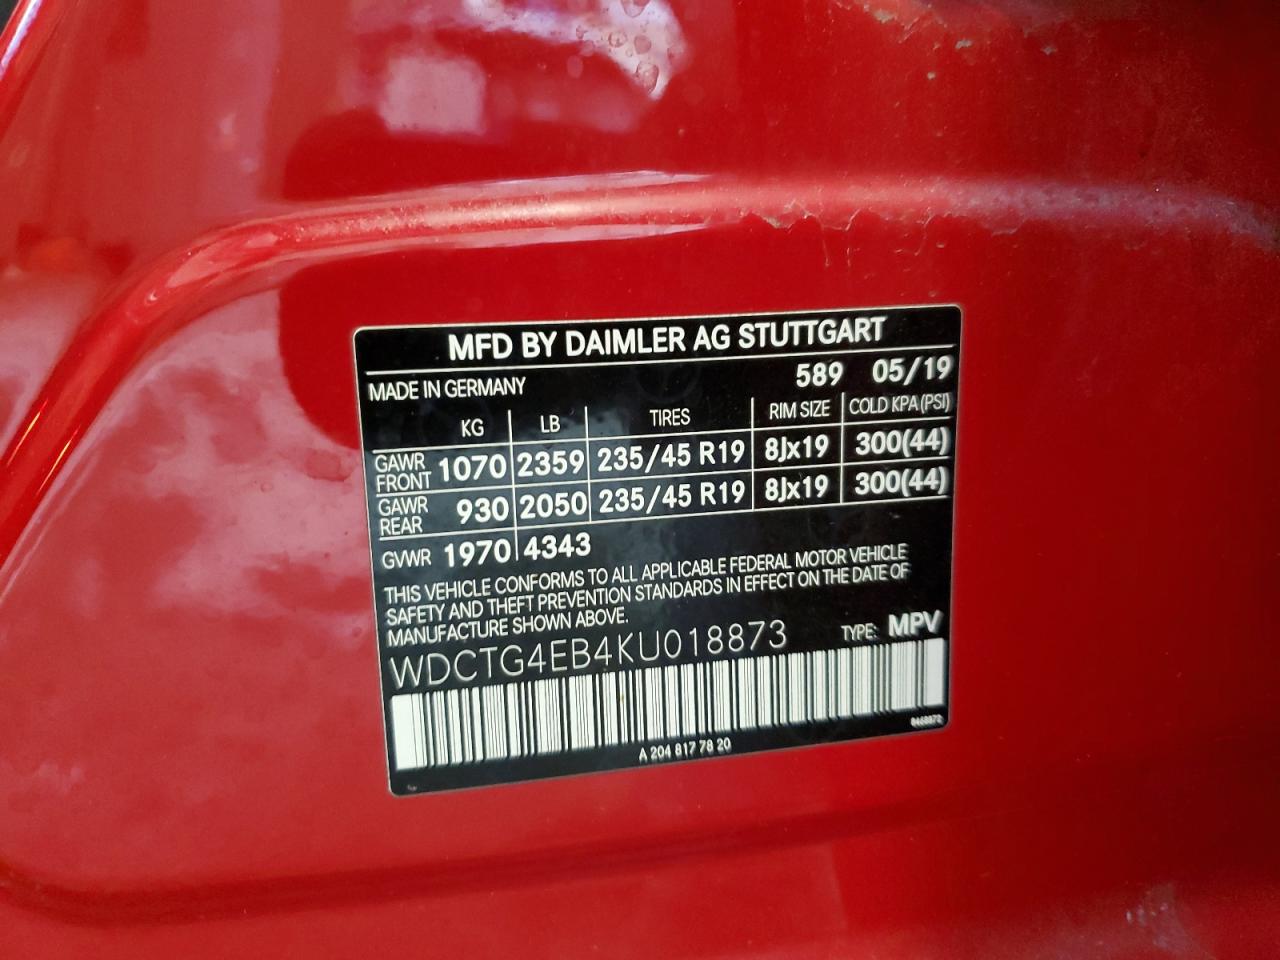 MFD BY DAIMLER AG STUTTGART
MADE IN GERMANY 589 05/19
KG LB TIRES RIM SIZE COLD KPA(PSI)
GAWR FRONT 1070 2359 235/45 R19 8Jx19 300(44)
GAWR REAR 930 2050 235/45 R19 8Jx19 300(44)
GVWR 1970 4343
THIS VEHICLE CONFORMS TO ALL APPLICABLE FEDERAL MOTOR VEHICLE
SAFETY AND THEFT PREVENTION STANDARDS IN EFFECT ON THE DATE OF
MANUFACTURE SHOWN ABOVE.
WDCTG4EB4KU018873 TYPE: MPV
A 204 817 78 20